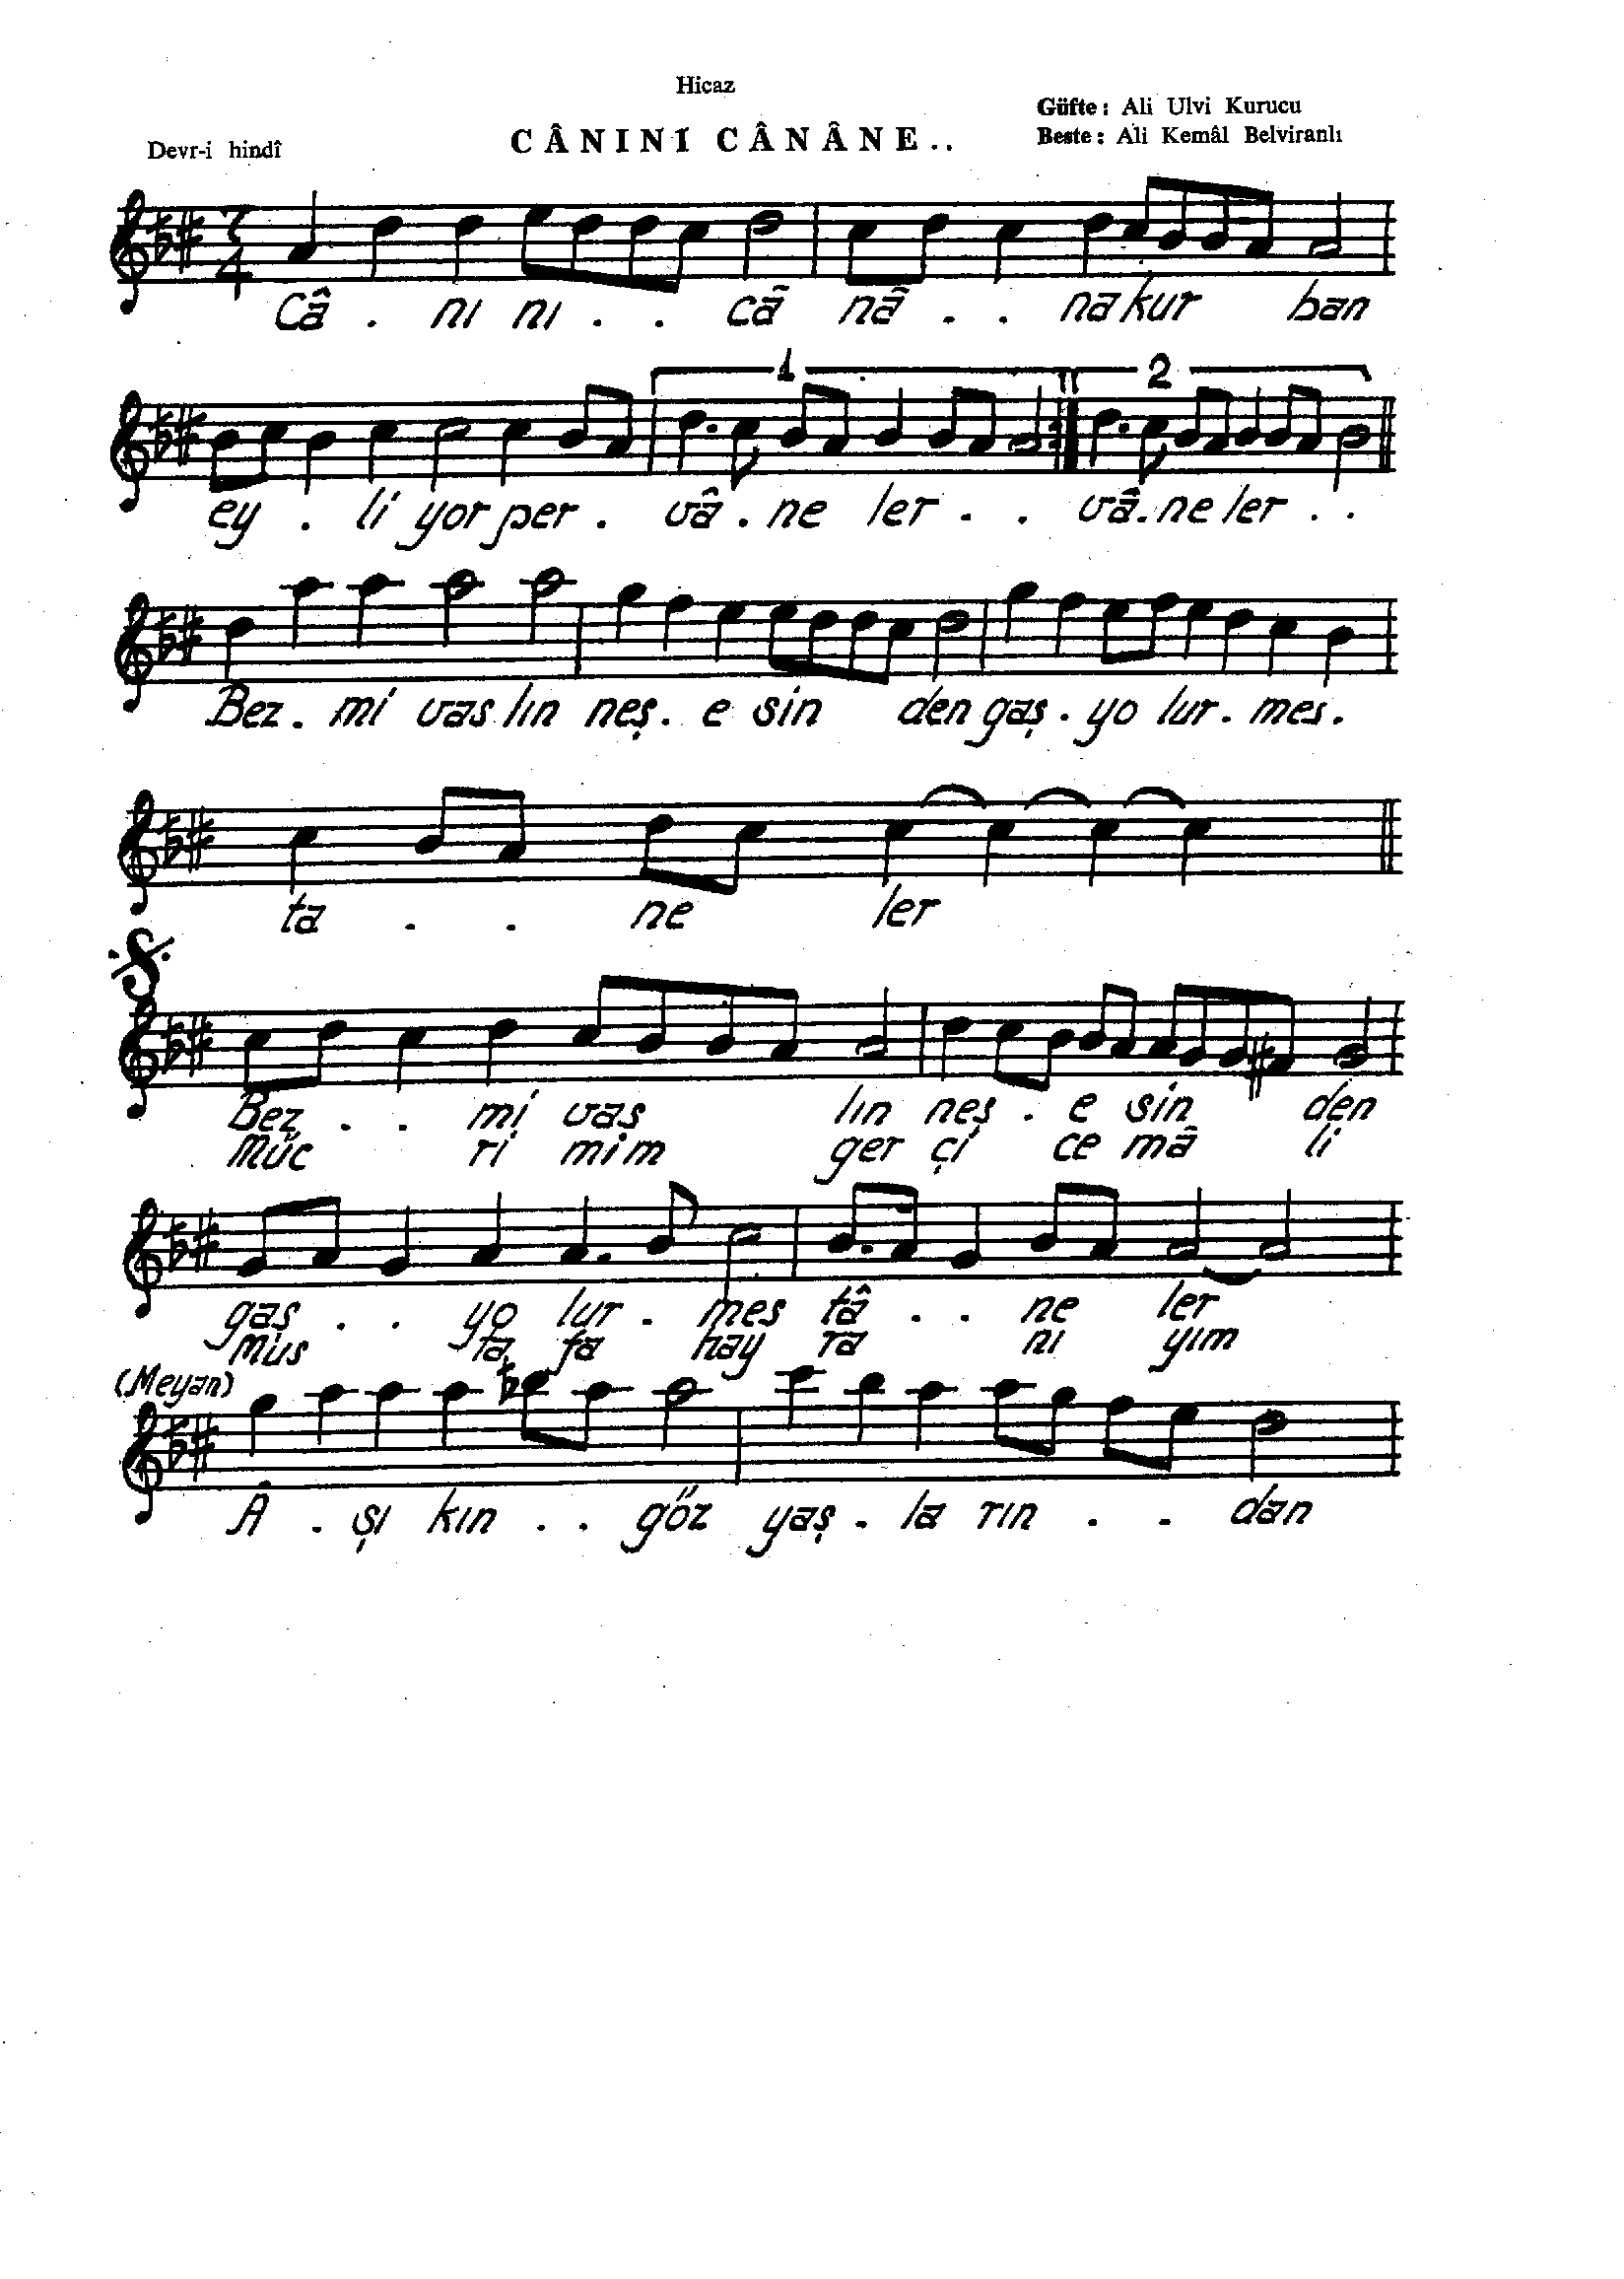 Hicaz
Güfte: Ali Ulvi Kurucu
Devr-i hindî
CÂNINI CÂNÂNE..
Beste: Ali Kemâl Belviranlı
7
4
Câ . nı nı . . câ nâ . . na kur ban
1 2
ey . li yor per . vâ . ne ler . . vâ . ne ler . .
Bez . mi vas lın neş . e sin den gaş . yo lur . mes .
ta . . ne ler
Bez . . mi vas lın neş . e sin den
Müc ri mim ger çi ce mâ li
gaş . . yo lur . mes tâ . . ne ler
Mus ta fa hay ra nı yım
(Meyan)
 . şı kın . . göz yaş . la rın . . dan